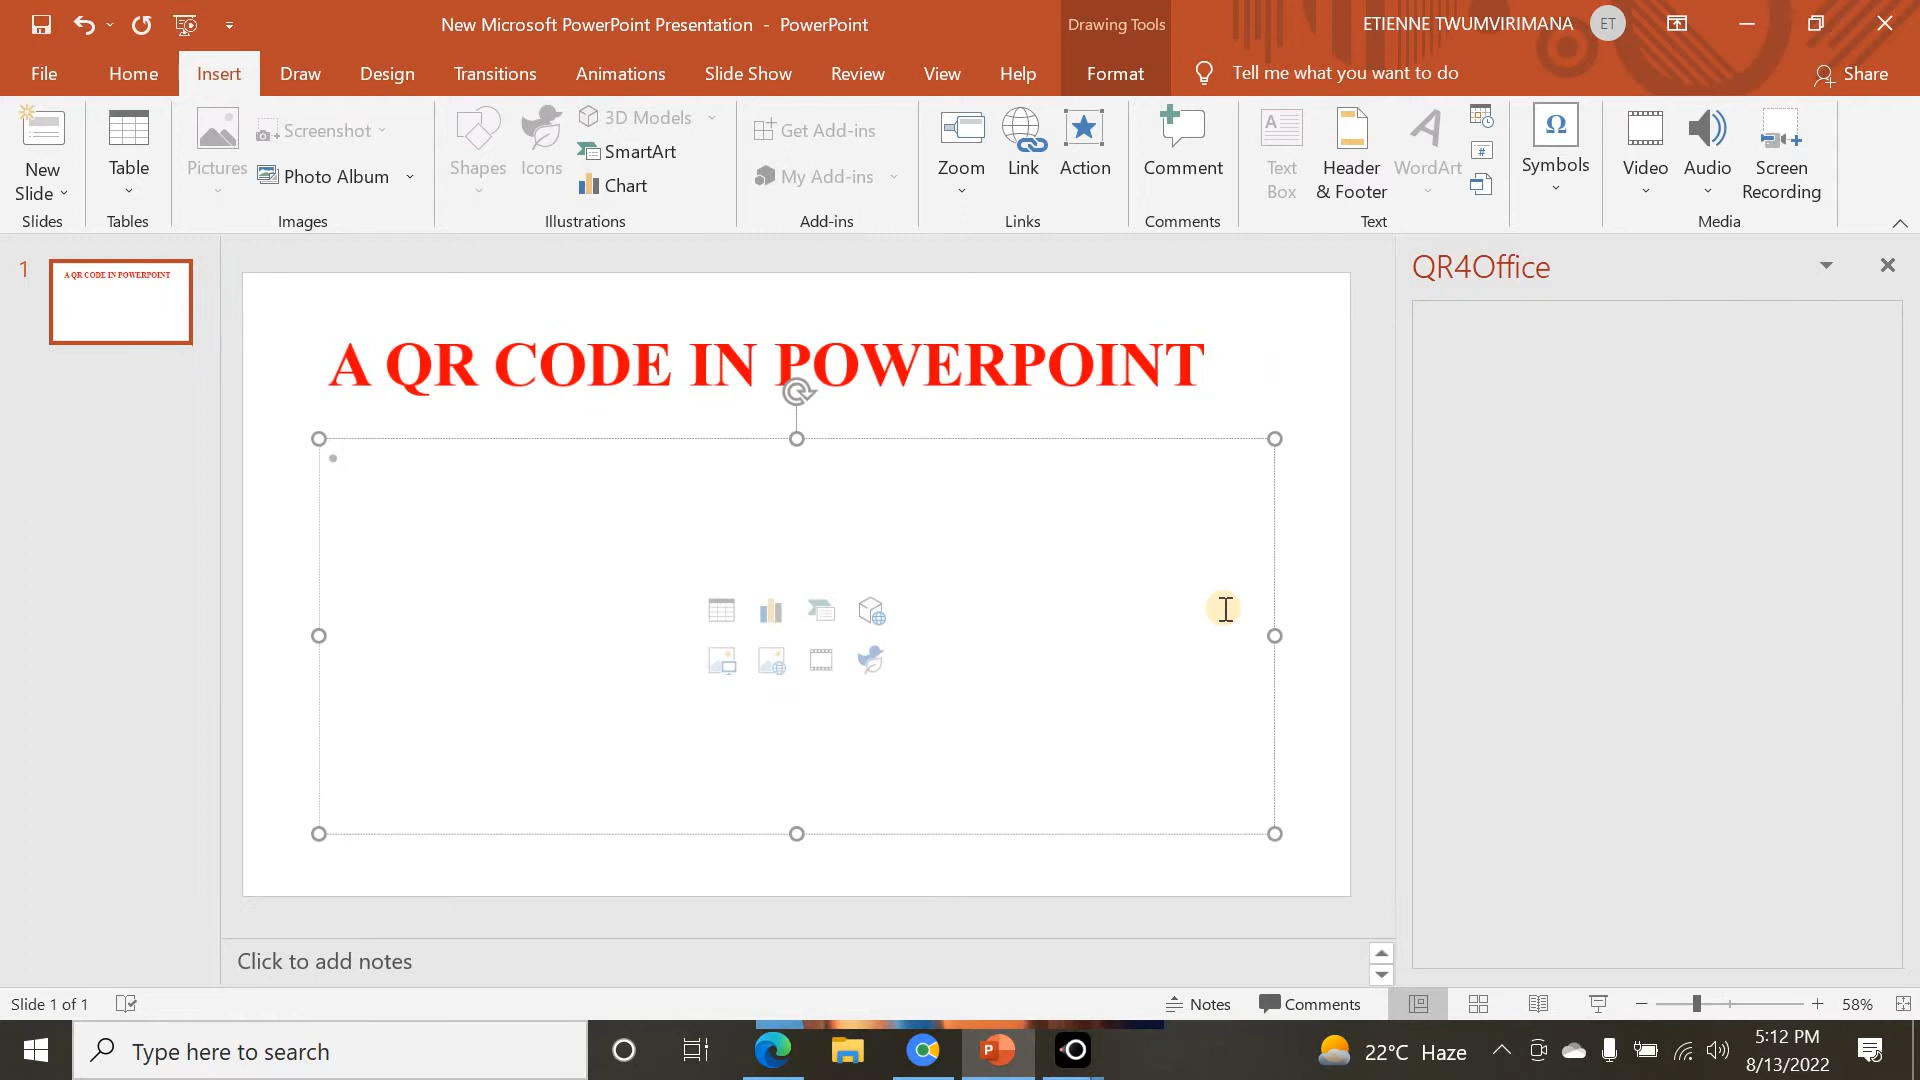 New Microsoft PowerPoint Presentation - PowerPoint
Drawing Tools
ETIENNE TWUMVIRIMANA
ET
File
Home
Insert
Draw
Design
Transitions
Animations
Slide Show
Review
View
Help
Format
Tell me what you want to do
Share
New
Slide
Table
Pictures
Screenshot
Photo Album
Shapes
Icons
3D Models
SmartArt
Chart
Get Add-ins
My Add-ins
Zoom
Link
Action
Comment
Text
Box
Header
& Footer
WordArt
Symbols
Video
Audio
Screen
Recording
Slides
Tables
Images
Illustrations
Add-ins
Links
Comments
Text
Media
1
A QR CODE IN POWERPOINT
QR4Office
A QR CODE IN POWERPOINT
Click to add notes
Slide 1 of 1
Notes
Comments
58%
Type here to search
22°C Haze
5:12 PM
8/13/2022